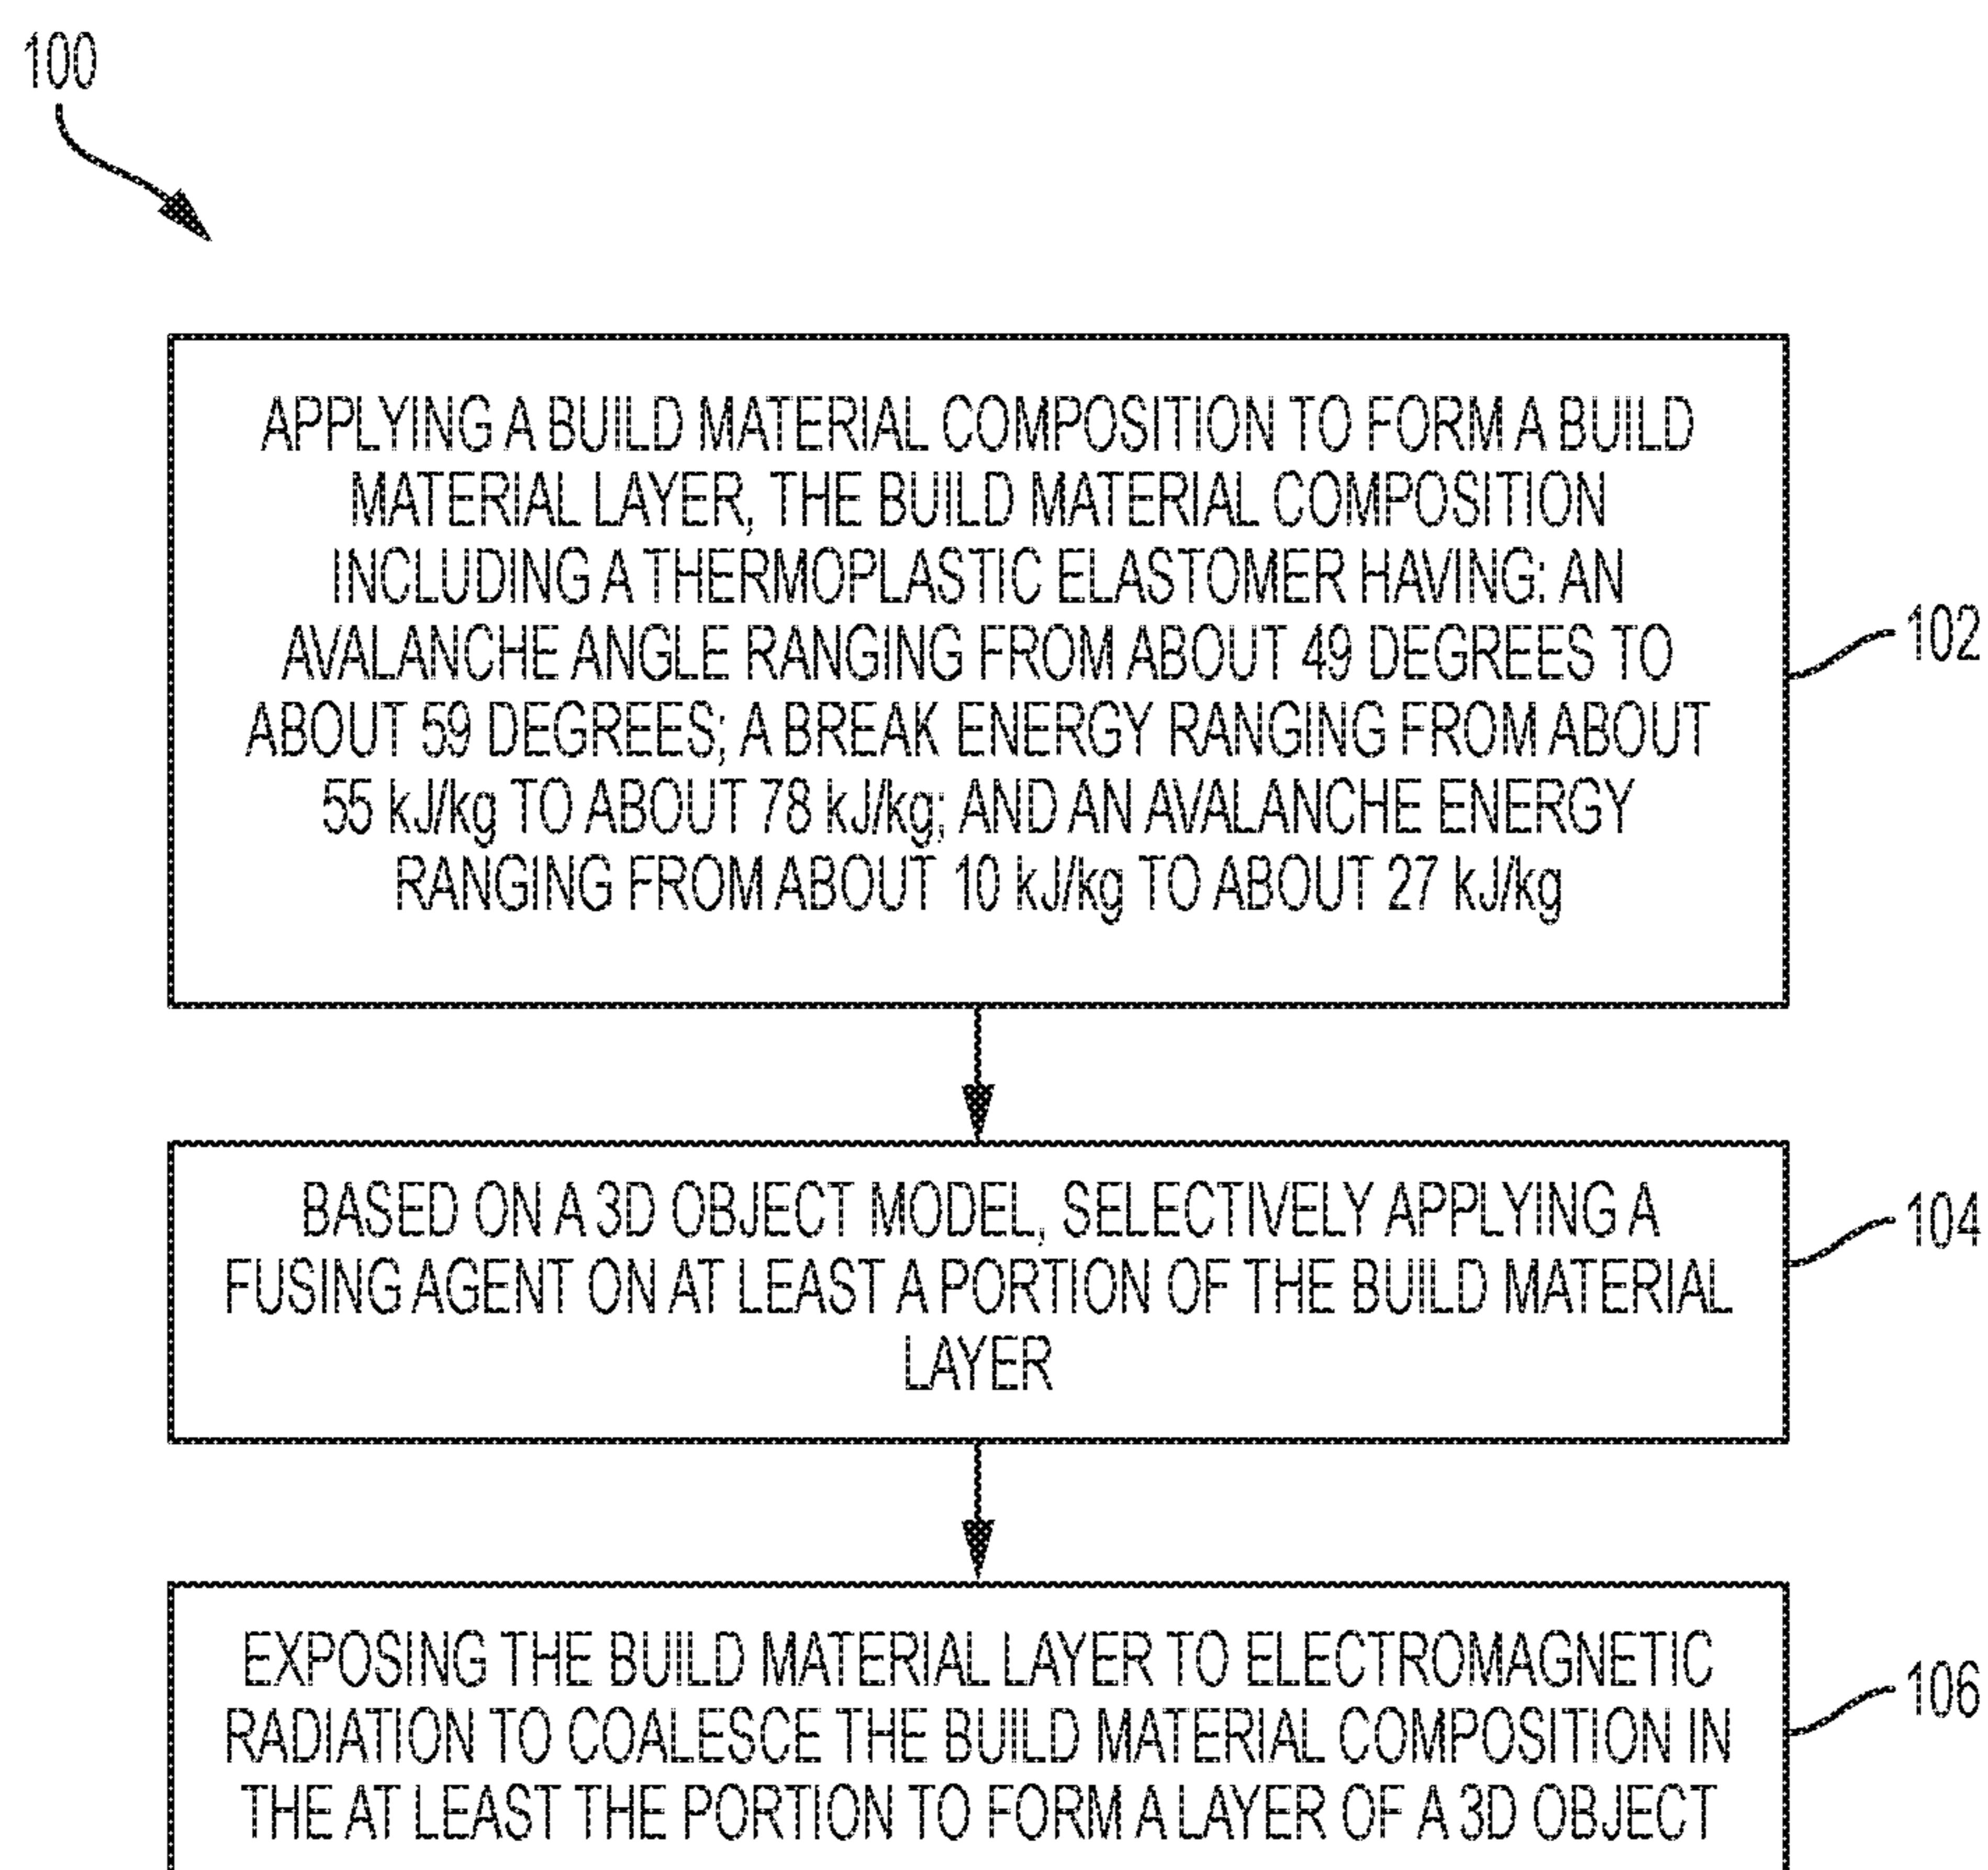 100
APPLYING A BUILD MATERIAL COMPOSITION TO FORM A BUILD
MATERIAL LAYER, THE BUILD MATERIAL COMPOSITION
INCLUDING A THERMOPLASTIC ELASTOMER HAVING: AN
AVALANCHE ANGLE RANGING FROM ABOUT 49 DEGREES TO
ABOUT 59 DEGREES; A BREAK ENERGY RANGING FROM ABOUT
55 kJ/kg TO ABOUT 78 kJ/kg; AND AN AVALANCHE ENERGY
RANGING FROM ABOUT 10 kJ/kg TO ABOUT 27 kJ/kg
102
BASED ON A 3D OBJECT MODEL, SELECTIVELY APPLYING A
FUSING AGENT ON AT LEAST A PORTION OF THE BUILD MATERIAL
LAYER
104
EXPOSING THE BUILD MATERIAL LAYER TO ELECTROMAGNETIC
RADIATION TO COALESCE THE BUILD MATERIAL COMPOSITION IN
THE AT LEAST THE PORTION TO FORM A LAYER OF A 3D OBJECT
106